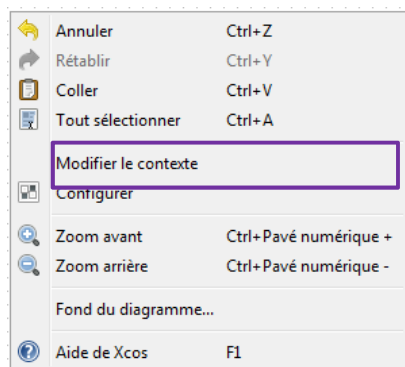 Annuler Ctrl+Z
Rétablir Ctrl+Y
Coller Ctrl+V
Tout sélectionner Ctrl+A
Modifier le contexte
Configurer
Zoom avant Ctrl+Pavé numérique +
Zoom arrière Ctrl+Pavé numérique -
Fond du diagramme...
Aide de Xcos F1